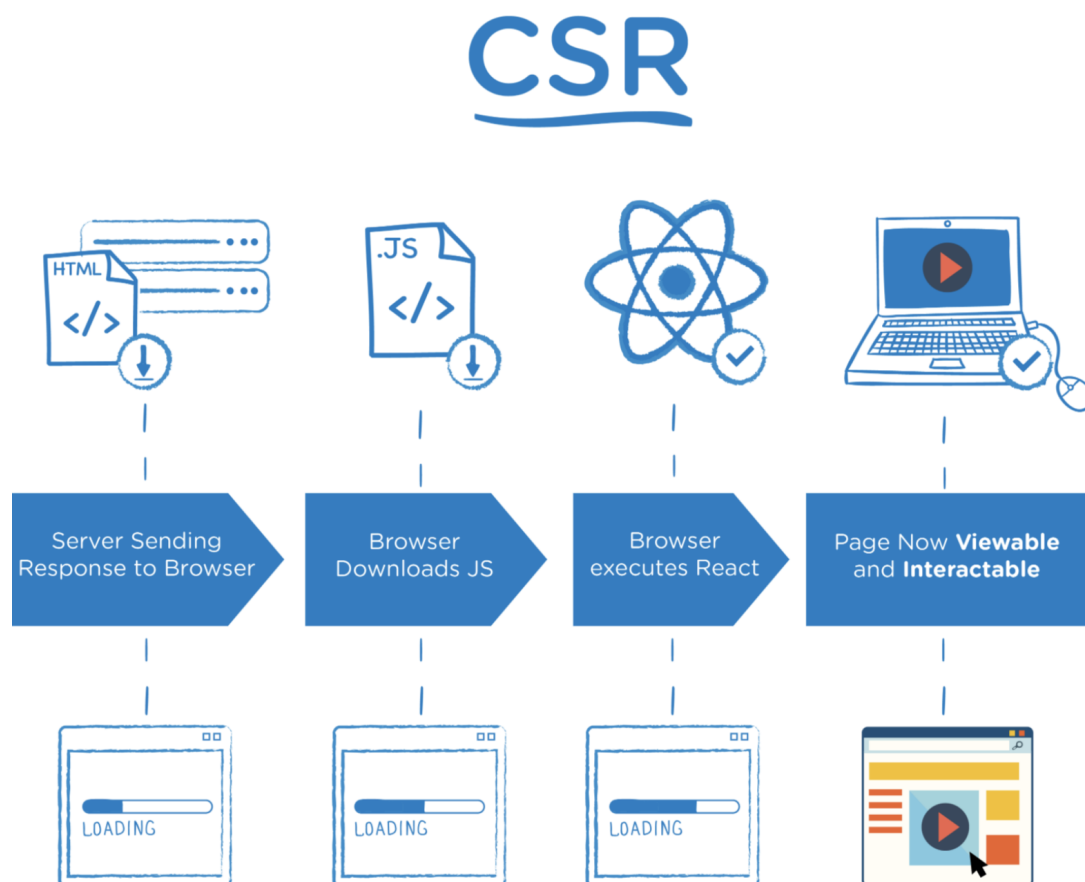 CSR
HTML
</>
.JS
</>
Server Sending
Response to Browser
Browser
Downloads JS
Browser
executes React
Page Now Viewable
and Interactable
LOADING
LOADING
LOADING